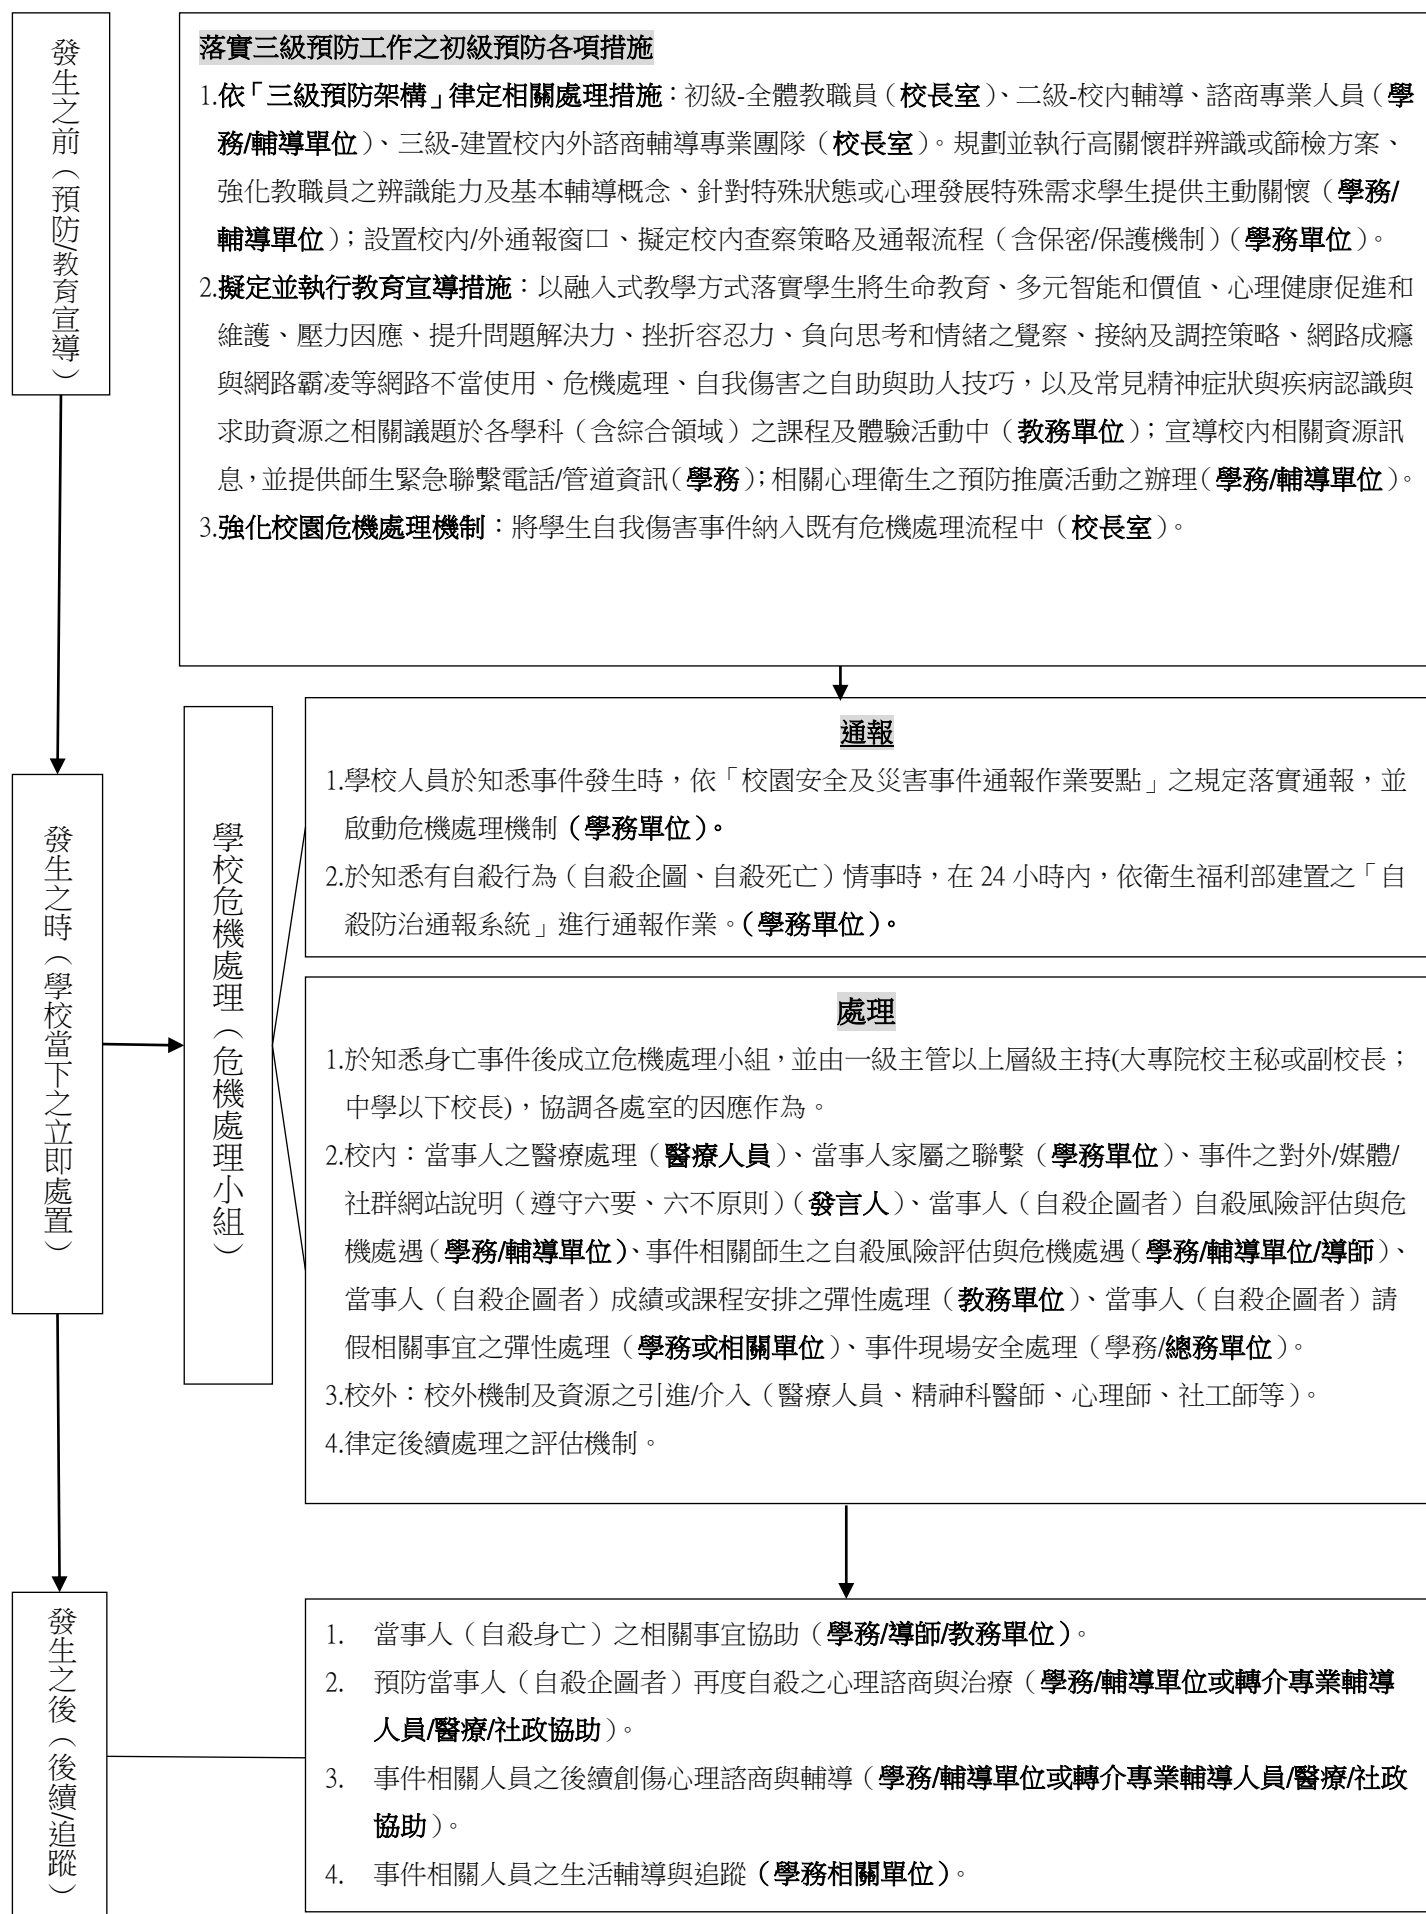 發生之前（預防/教育宣導）
落實三級預防工作之初級預防各項措施
1.依「三級預防架構」律定相關處理措施：初級-全體教職員（校長室）、二級-校內輔導、諮商專業人員（學
務/輔導單位）、三級-建置校內外諮商輔導專業團隊（校長室）。規劃並執行高關懷群辨識或篩檢方案、
強化教職員之辨識能力及基本輔導概念、針對特殊狀態或心理發展特殊需求學生提供主動關懷（學務/
輔導單位）；設置校內/外通報窗口、擬定校內查察策略及通報流程（含保密/保護機制）（學務單位）。
2.擬定並執行教育宣導措施：以融入式教學方式落實學生將生命教育、多元智能和價值、心理健康促進和
維護、壓力因應、提升問題解決力、挫折容忍力、負向思考和情緒之覺察、接納及調控策略、網路成癮
與網路霸凌等網路不當使用、危機處理、自我傷害之自助與助人技巧，以及常見精神症狀與疾病認識與
求助資源之相關議題於各學科（含綜合領域）之課程及體驗活動中（教務單位）；宣導校內相關資源訊
息，並提供師生緊急聯繫電話/管道資訊（學務）；相關心理衛生之預防推廣活動之辦理（學務/輔導單位）。
3.強化校園危機處理機制：將學生自我傷害事件納入既有危機處理流程中（校長室）。
發生之時（學校當下之立即處置）
學校危機處理（危機處理小組）
通報
1.學校人員於知悉事件發生時，依「校園安全及災害事件通報作業要點」之規定落實通報，並
啟動危機處理機制（學務單位）。
2.於知悉有自殺行為（自殺企圖、自殺死亡）情事時，在 24 小時內，依衛生福利部建置之「自
殺防治通報系統」進行通報作業。（學務單位）。
處理
1.於知悉身亡事件後成立危機處理小組，並由一級主管以上層級主持(大專院校主秘或副校長；
中學以下校長)，協調各處室的因應作為。
2.校內：當事人之醫療處理（醫療人員）、當事人家屬之聯繫（學務單位）、事件之對外/媒體/
社群網站說明（遵守六要、六不原則）（發言人）、當事人（自殺企圖者）自殺風險評估與危
機處遇（學務/輔導單位）、事件相關師生之自殺風險評估與危機處遇（學務/輔導單位/導師）、
當事人（自殺企圖者）成績或課程安排之彈性處理（教務單位）、當事人（自殺企圖者）請
假相關事宜之彈性處理（學務或相關單位）、事件現場安全處理（學務/總務單位）。
3.校外：校外機制及資源之引進/介入（醫療人員、精神科醫師、心理師、社工師等）。
4.律定後續處理之評估機制。
發生之後（後續/追蹤）
1. 當事人（自殺身亡）之相關事宜協助（學務/導師/教務單位）。
2. 預防當事人（自殺企圖者）再度自殺之心理諮商與治療（學務/輔導單位或轉介專業輔導
人員/醫療/社政協助）。
3. 事件相關人員之後續創傷心理諮商與輔導（學務/輔導單位或轉介專業輔導人員/醫療/社政
協助）。
4. 事件相關人員之生活輔導與追蹤（學務相關單位）。